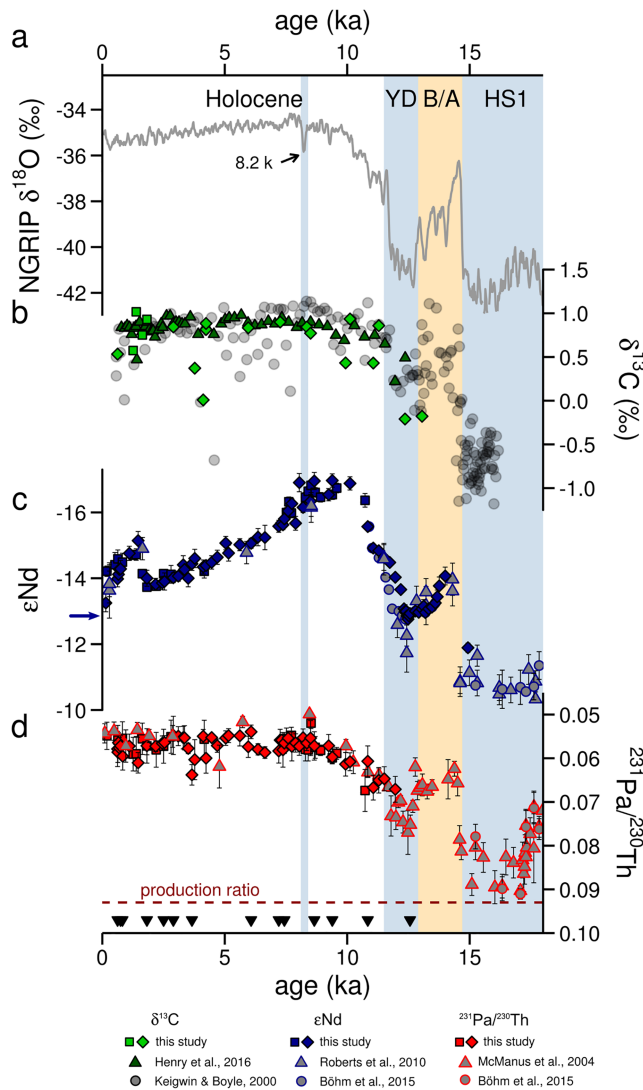 age (ka)
a
0 5 10 15
Holocene YD B/A HS1
8.2 k
NGRIP δ18O (‰)
-34
-36
-38
-40
-42
b
1.5
1.0
0.5
0.0
-0.5
-1.0
δ13C (‰)
c
εNd
-16
-14
-12
-10
d
0.05
0.06
0.07
0.08
0.09
0.10
231Pa/230Th
production ratio
0 5 10 15
age (ka)
δ13C εNd 231Pa/230Th
this study this study this study
Henry et al., 2016 Roberts et al., 2010 McManus et al., 2004
Keigwin & Boyle, 2000 Böhm et al., 2015 Böhm et al., 2015